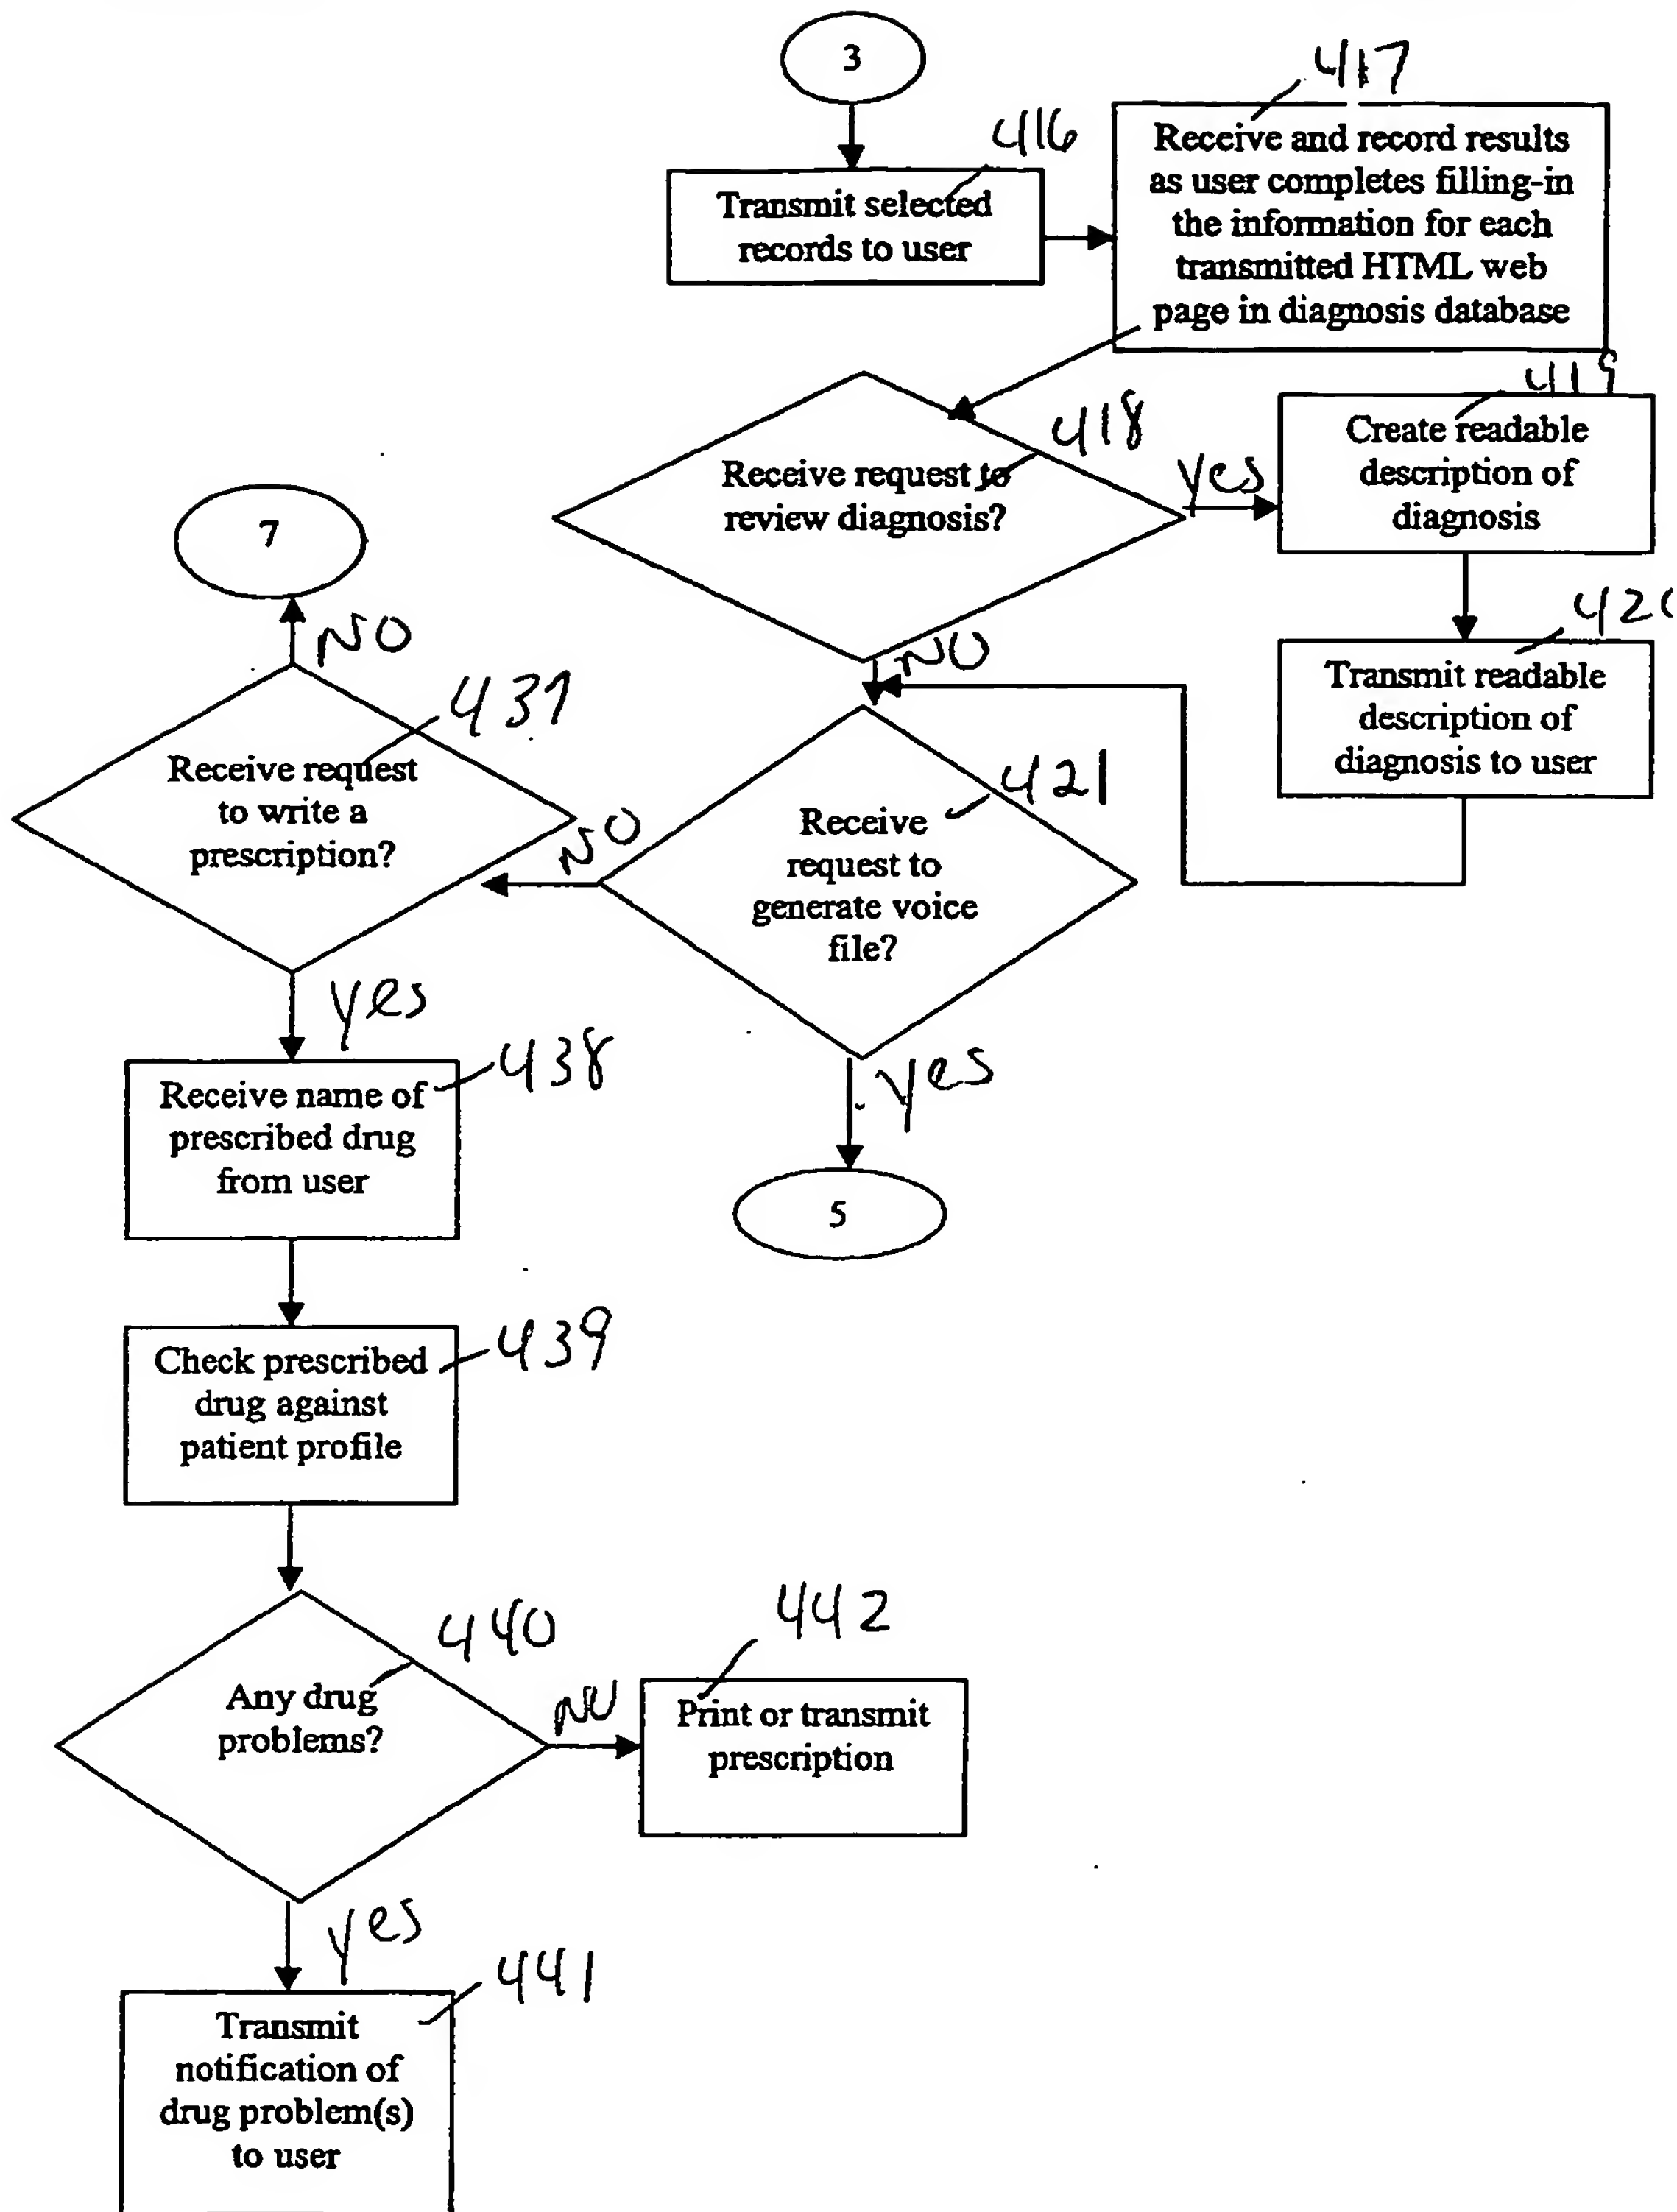 3
416
Transmit selected
records to user
417
Receive and record results
as user completes filling-in
the information for each
transmitted HTML web
page in diagnosis database
418
Receive request to
review diagnosis?
yes
NO
419
Create readable
description of
diagnosis
Transmit readable
description of
diagnosis to user
421
Receive
request to
generate voice
file?
NO
yes
5
7
NO
437
Receive request
to write a
prescription?
yes
438
Receive name of
prescribed drug
from user
439
Check prescribed
drug against
patient profile
440
Any drug
problems?
NO
442
Print or transmit
prescription
yes
441
Transmit
notification of
drug problem(s)
to user